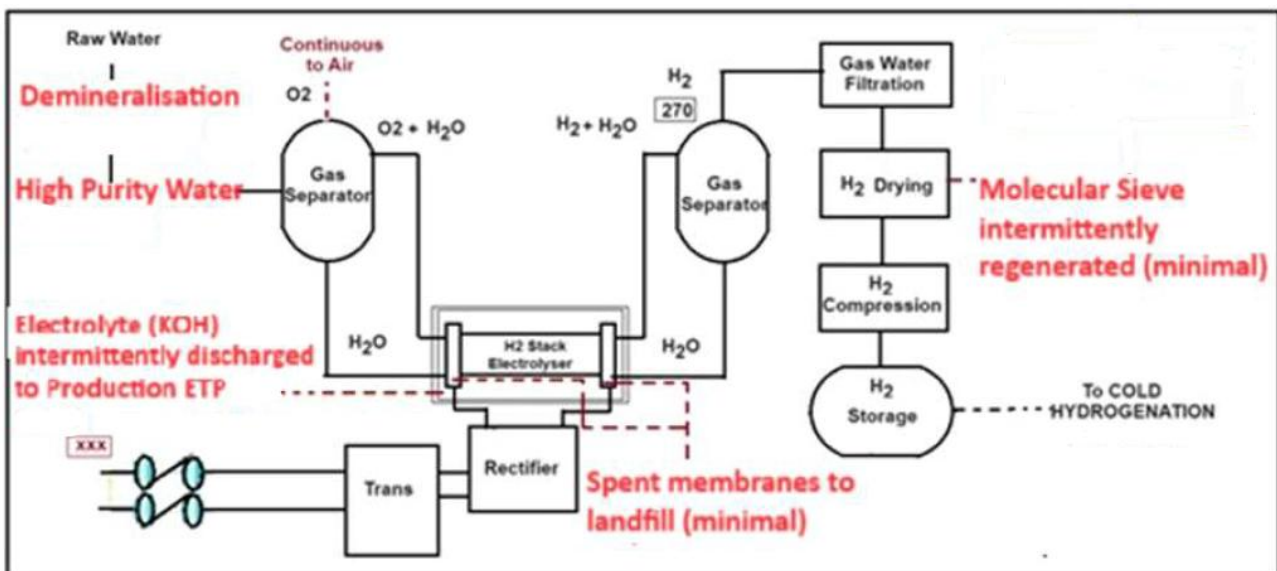 Raw Water
Demineralisation
High Purity Water
Continuous
to Air
O2
Gas
Separator
O2 + H₂O
H₂O
H₂
270
H₂ + H₂O
Gas
Separator
H₂O
H2 Stack
Electrolyser
Gas Water
Filtration
H₂ Drying
Molecular Sieve
intermittently
regenerated (minimal)
H₂
Compression
H₂
Storage
To COLD
HYDROGENATION
Electrolyte (KOH)
intermittently discharged
to Production ETP
xxx
Trans
Rectifier
Spent membranes to
landfill (minimal)